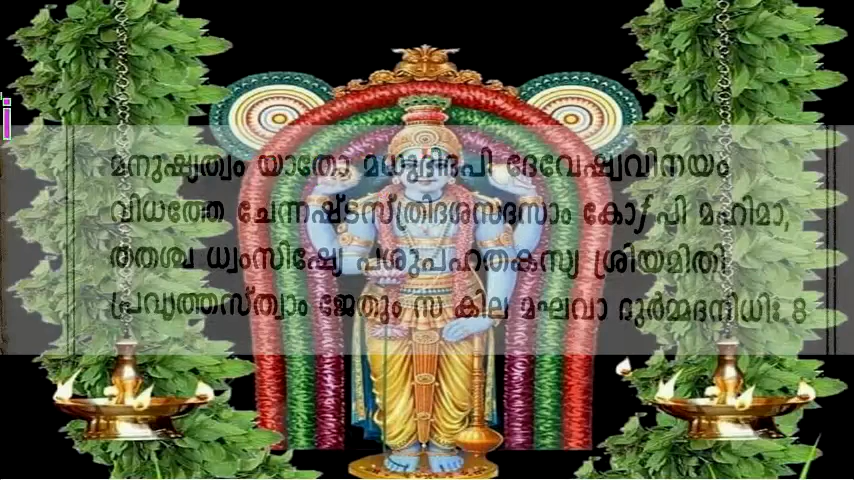 മനുഷ്യത്വം യാതോ മധുഭിദപി ദേവേഷ്വവിനയം
വിധത്തേ ചേന്നഷ്ടസ്ത്രിദശസദസാം കോƒപി മഹിമാ,
തതശ്ച ധ്വംസിഷ്യേ പശുപഹതകസ്യ ശ്രിയമിതി
പ്രവൃത്തസ്ത്വാം ജേതും സ കില മഘവാ ദുർമ്മദനിധിഃ 8